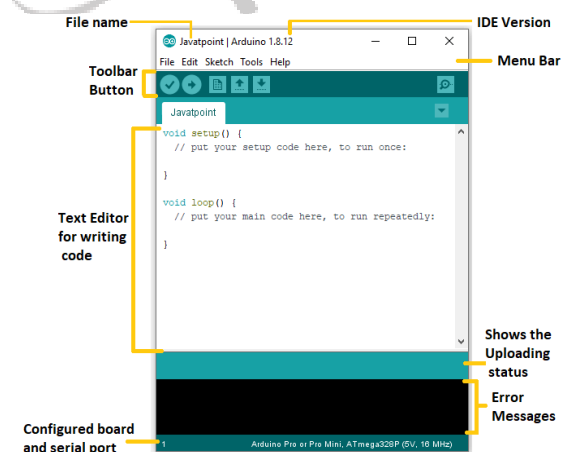 File name
IDE Version
Javatpoint | Arduino 1.8.12
File Edit Sketch Tools Help
Menu Bar
Toolbar
Button
Javatpoint
void setup() {
// put your setup code here, to run once:
}
void loop() {
// put your main code here, to run repeatedly:
}
Text Editor
for writing
code
Shows the
Uploading
status
Error
Messages
Configured board
and serial port
1
Arduino Pro or Pro Mini, ATmega328P (5V, 16 MHz)